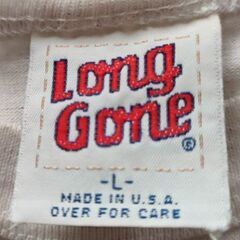 Long
Gone®
-L-
MADE IN U.S.A.
OVER FOR CARE